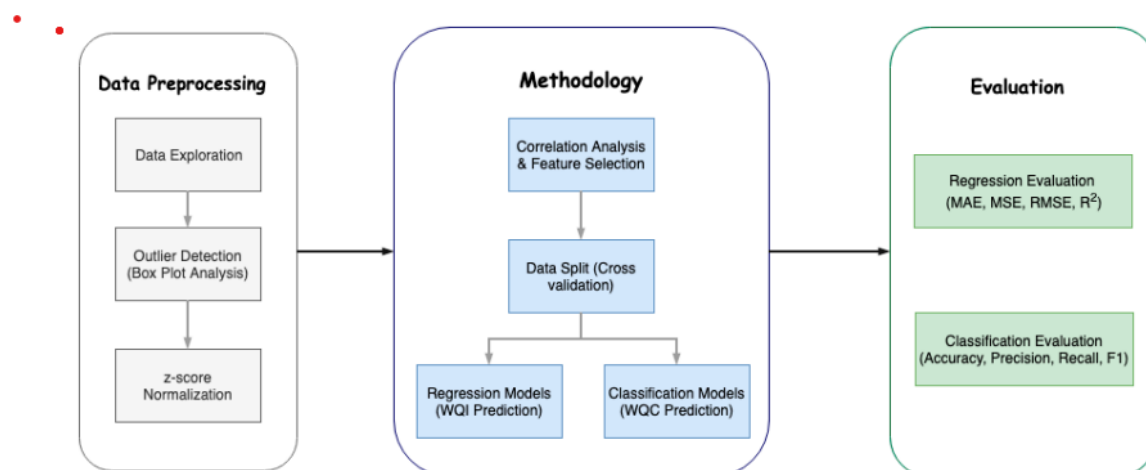 Data Preprocessing
Data Exploration
Outlier Detection
(Box Plot Analysis)
z-score
Normalization
Methodology
Correlation Analysis
& Feature Selection
Data Split (Cross
validation)
Regression Models
(WQI Prediction)
Classification Models
(WQC Prediction)
Evaluation
Regression Evaluation
(MAE, MSE, RMSE, R²)
Classification Evaluation
(Accuracy, Precision, Recall, F1)